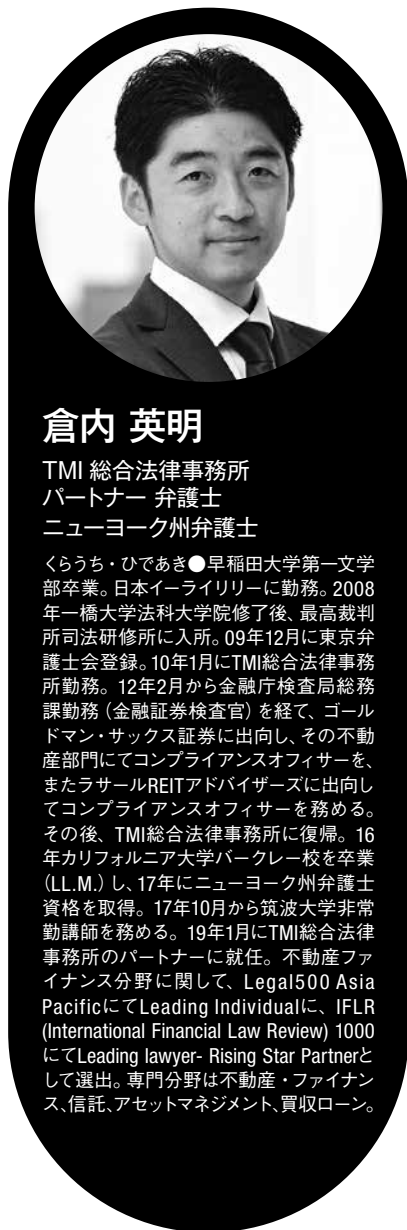 倉内 英明
TMI 総合法律事務所
パートナー 弁護士
ニューヨーク州弁護士
くらうち・ひであき●早稲田大学第一文学
部卒業。日本イーライリリーに勤務。2008
年一橋大学法科大学院修了後、最高裁判
所司法研修所に入所。09年12月に東京弁
護士会登録。10年1月にTMI総合法律事務
所勤務。12年2月から金融庁検査局総務
課勤務（金融証券検査官）を経て、ゴール
ドマン・サックス証券に出向し、その不動
産部門にてコンプライアンスオフィサーを、
またラサールREITアドバイザーズに出向し
てコンプライアンスオフィサーを務める。
その後、TMI総合法律事務所に復帰。16
年カリフォルニア大学バークレー校を卒業
（LL.M.）し、17年にニューヨーク州弁護士
資格を取得。17年10月から筑波大学非常
勤講師を務める。19年1月にTMI総合法律
事務所のパートナーに就任。不動産ファ
イナンス分野に関して、Legal500 Asia
PacificにてLeading Individualに、IFLR
(International Financial Law Review) 1000
にてLeading lawyer- Rising Star Partnerと
して選出。専門分野は不動産・ファイナン
ス、信託、アセットマネジメント、買収ローン。